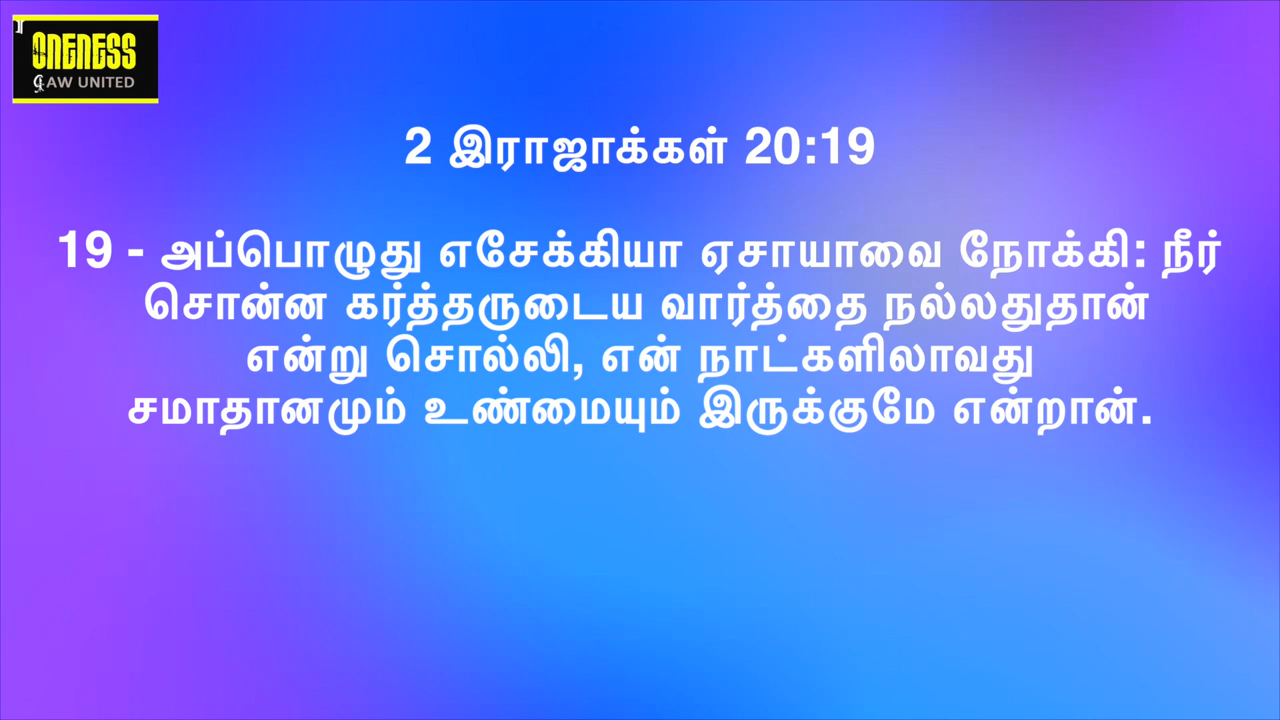 ONENESS
LAW UNITED
2 இராஜாக்கள் 20:19
19 - அப்பொழுது எசேக்கியா ஏசாயாவை நோக்கி: நீர்
சொன்ன கர்த்தருடைய வார்த்தை நல்லதுதான்
என்று சொல்லி, என் நாட்களிலாவது
சமாதானமும் உண்மையும் இருக்குமே என்றான்.